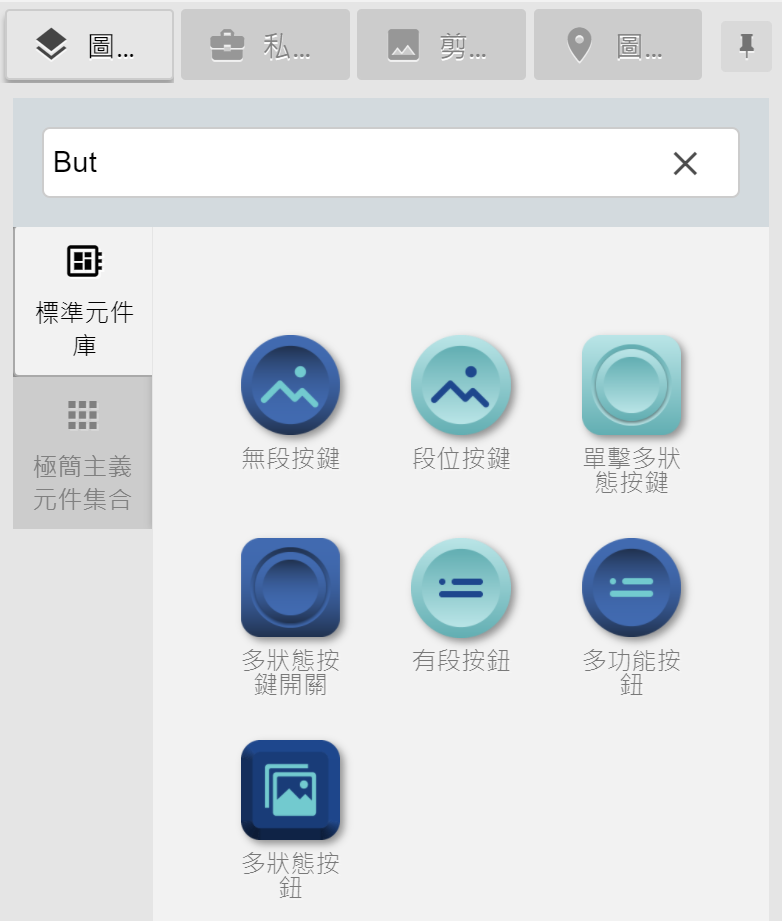 圖...
私...
剪...
圖...
But
標準元件
庫
極簡主義
元件集合
無段按鍵
段位按鍵
單擊多狀
態按鍵
多狀態按
鍵開關
有段按鈕
多功能按
鈕
多狀態按
鈕